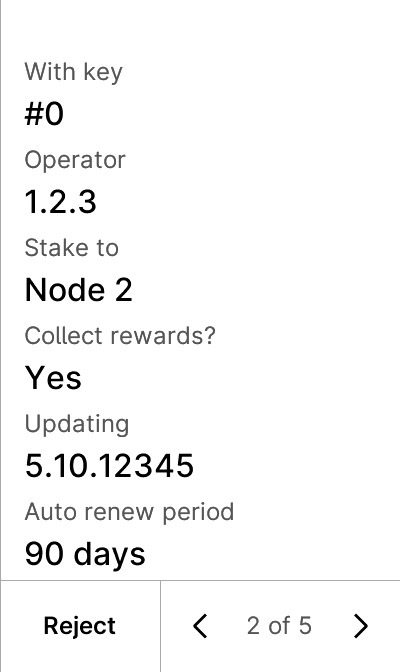 With key
#0
Operator
1.2.3
Stake to
Node 2
Collect rewards?
Yes
Updating
5.10.12345
Auto renew period
90 days
Reject
2 of 5